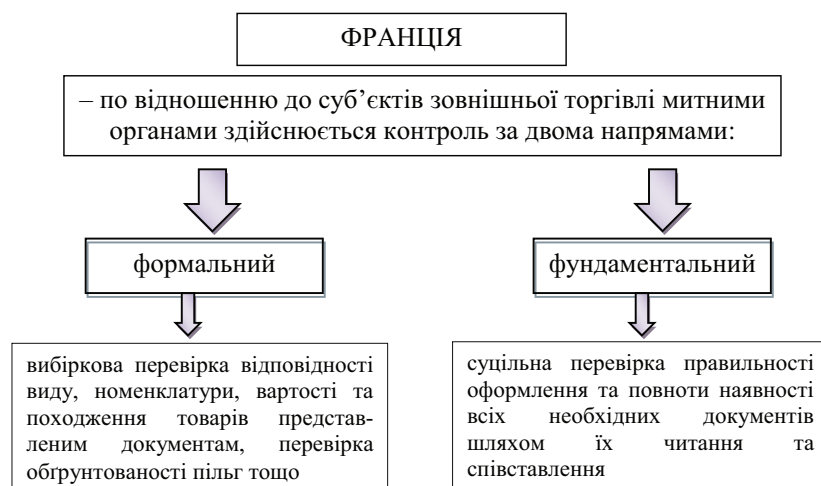 ФРАНЦІЯ
– по відношенню до суб’єктів зовнішньої торгівлі митними
органами здійснюється контроль за двома напрямами:
формальний
фундаментальний
вибіркова перевірка відповідності
виду, номенклатури, вартості та
походження товарів представ-
леним документам, перевірка
обґрунтованості пільг тощо
суцільна перевірка правильності
оформлення та повноти наявності
всіх необхідних документів
шляхом їх читання та
співставлення